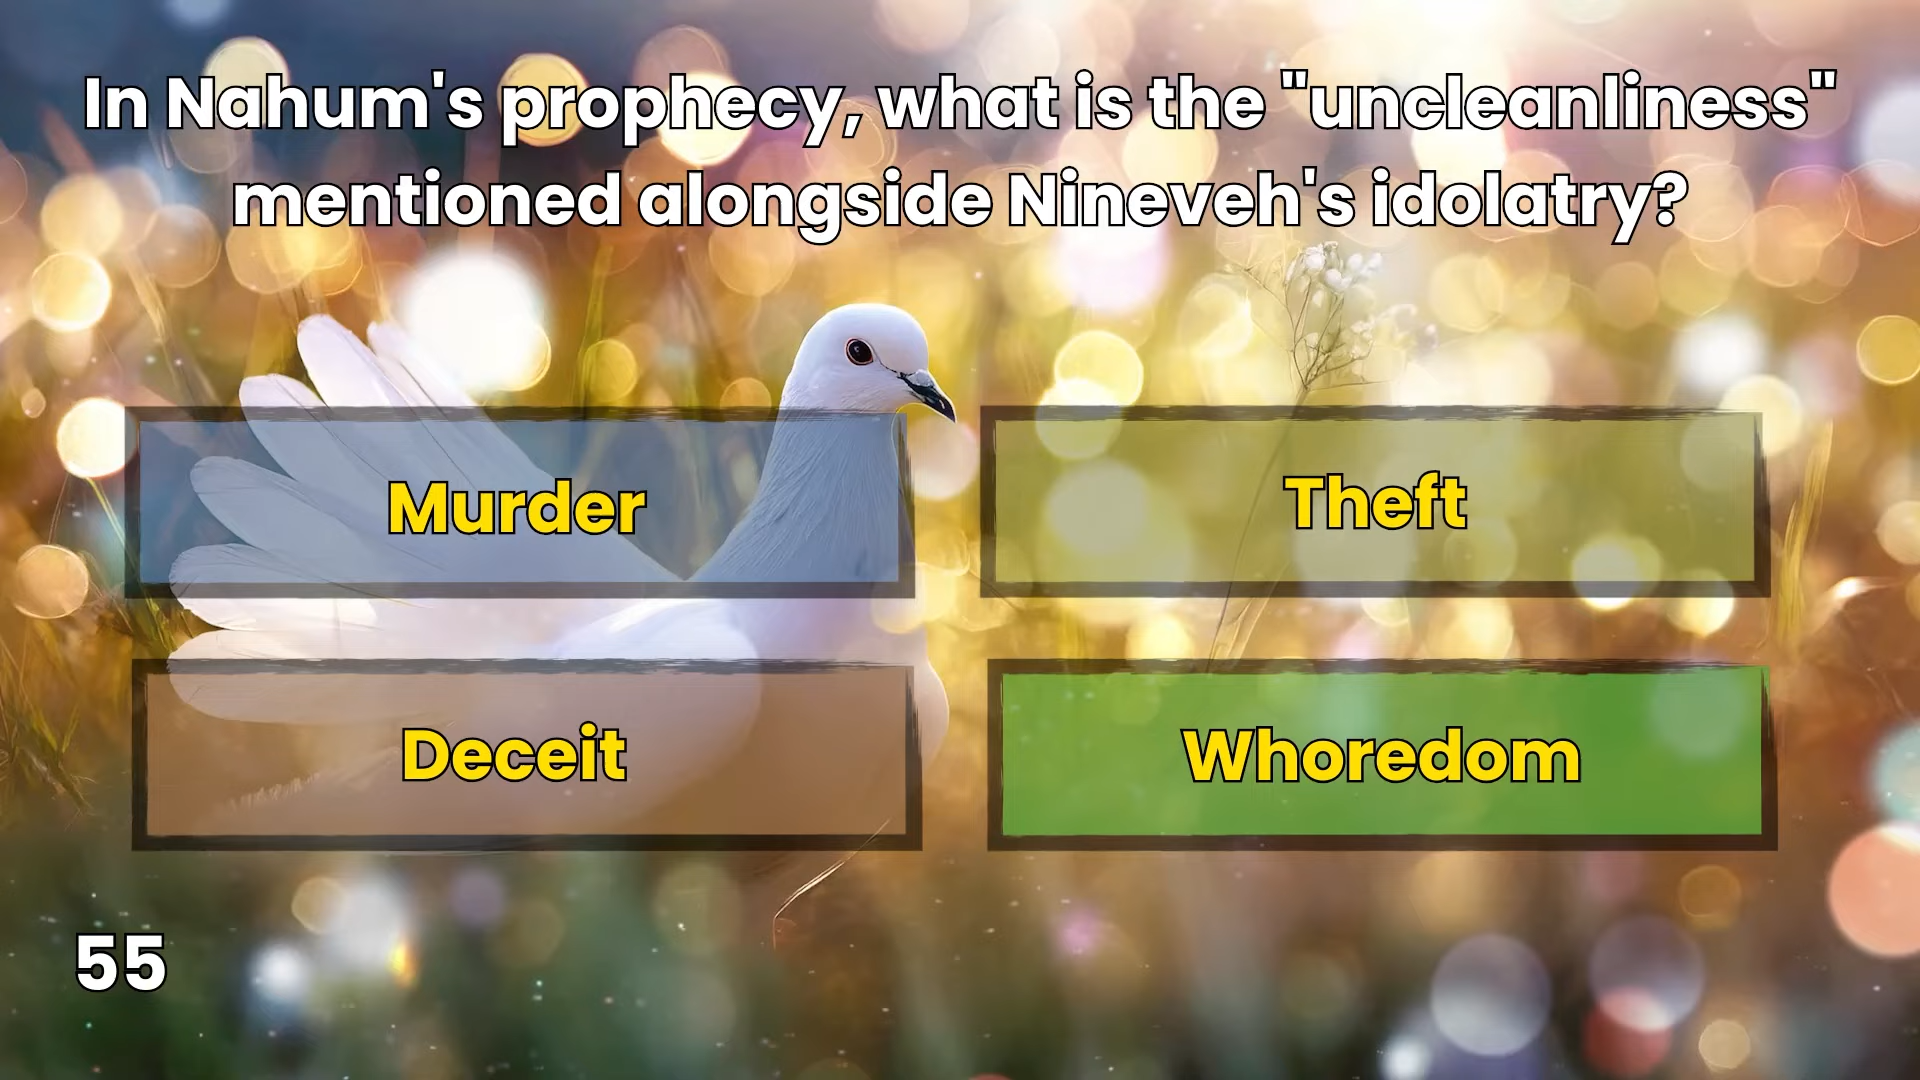 In Nahum's prophecy, what is the "uncleanliness"
mentioned alongside Nineveh's idolatry?
Murder
Theft
Deceit
Whoredom
55